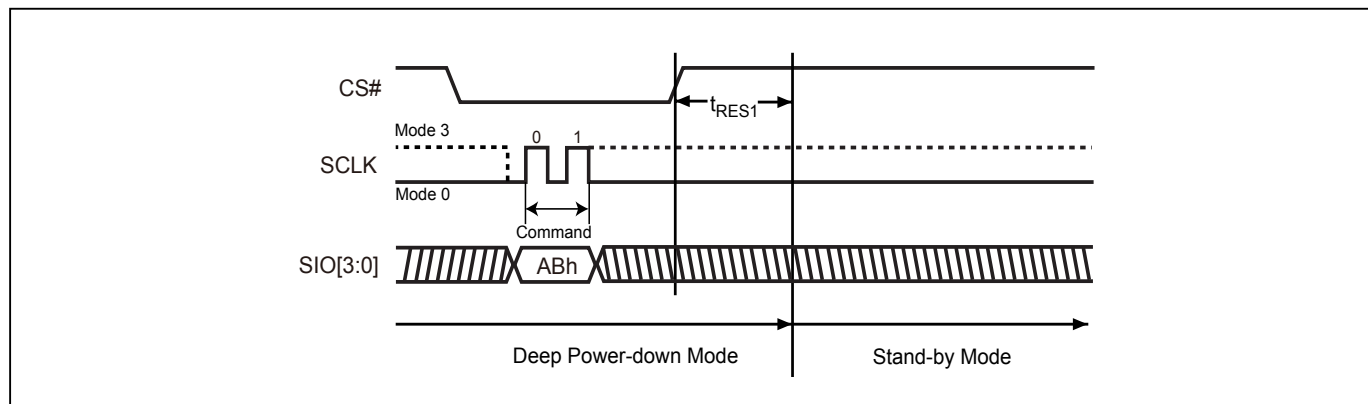 CS#
tRES1
Mode 3
0 1
SCLK
Mode 0
Command
SIO[3:0]
ABh
Deep Power-down Mode
Stand-by Mode